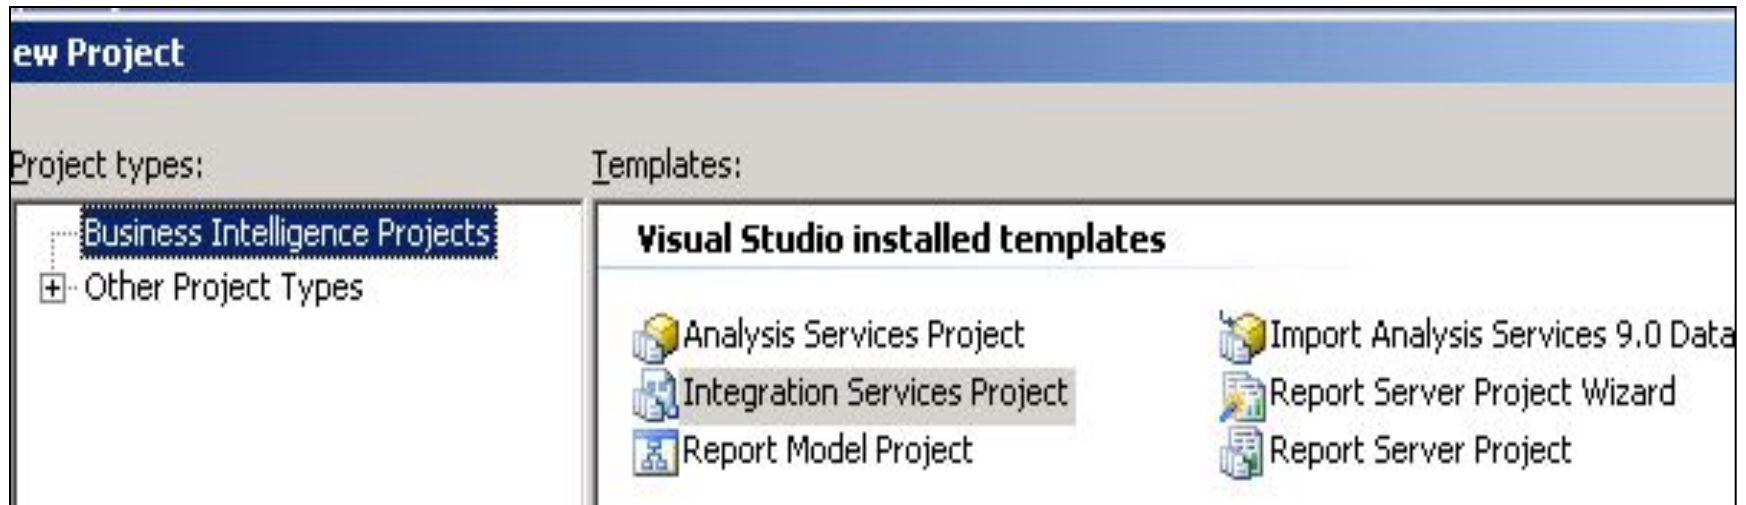 ew Project
Project types:
Templates:
Business Intelligence Projects
Other Project Types
Visual Studio installed templates
Analysis Services Project
Import Analysis Services 9.0 Data
Integration Services Project
Report Server Project Wizard
Report Model Project
Report Server Project